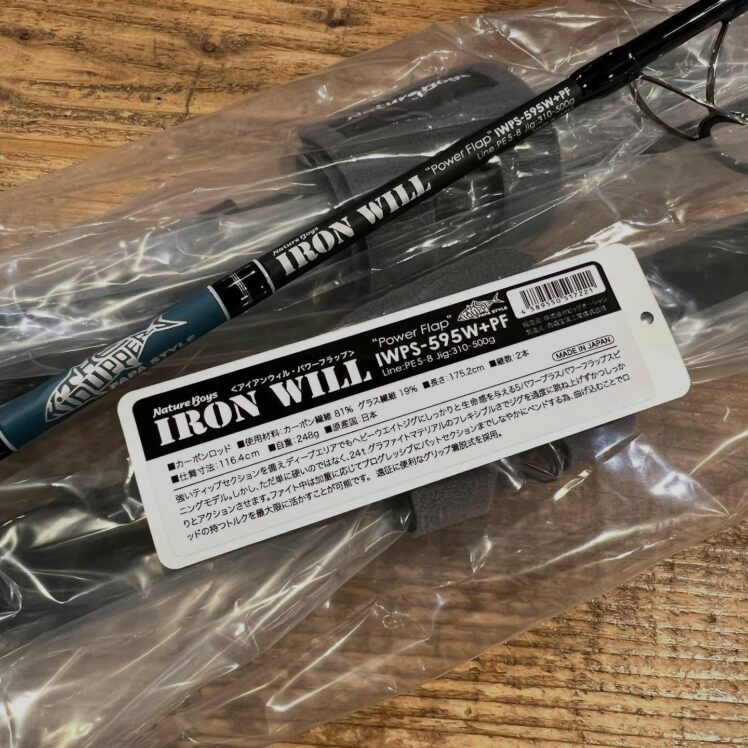 Nature Boys
"Power Flap" IWPS-595W+PF
Line:PE5-8 Jig:310-500g
Nature Boys
IRON WILL
PAPA STYLE
4 589550 517221
PAPA STYLE
"Power Flap"
IWPS-595W+PF
Line:PE5-8 Jig:310-500g
MADE IN JAPAN
<アイアンウィル・パワーフラップ>
Nature Boys
IRON WILL
■カーボンロッド ■使用材料:カーボン繊維 81% グラス繊維 19% ■長さ:175.2cm ■継数:2本
■仕舞寸法:116.4cm ■自重:248g ■原産国:日本
強いティップセクションを備えディープエリアでもヘビーウエイトジグにしっかりと生命感を与える5パワープラスパワーフラップスピ
ニングモデル。しかし、ただ単に硬いのではなく、24t.グラファイトマテリアルのフレキシブルさでジグを過度に跳ね上げずかつしっか
りとアクションさせます。ファイト中は加重に応じてプログレッシブにバットセクションまでしなやかにベンドする為、曲げ込むことでロ
ッドの持つトルクを最大限に活かすことが可能です。 遠征に便利なグリップ着脱式を採用。